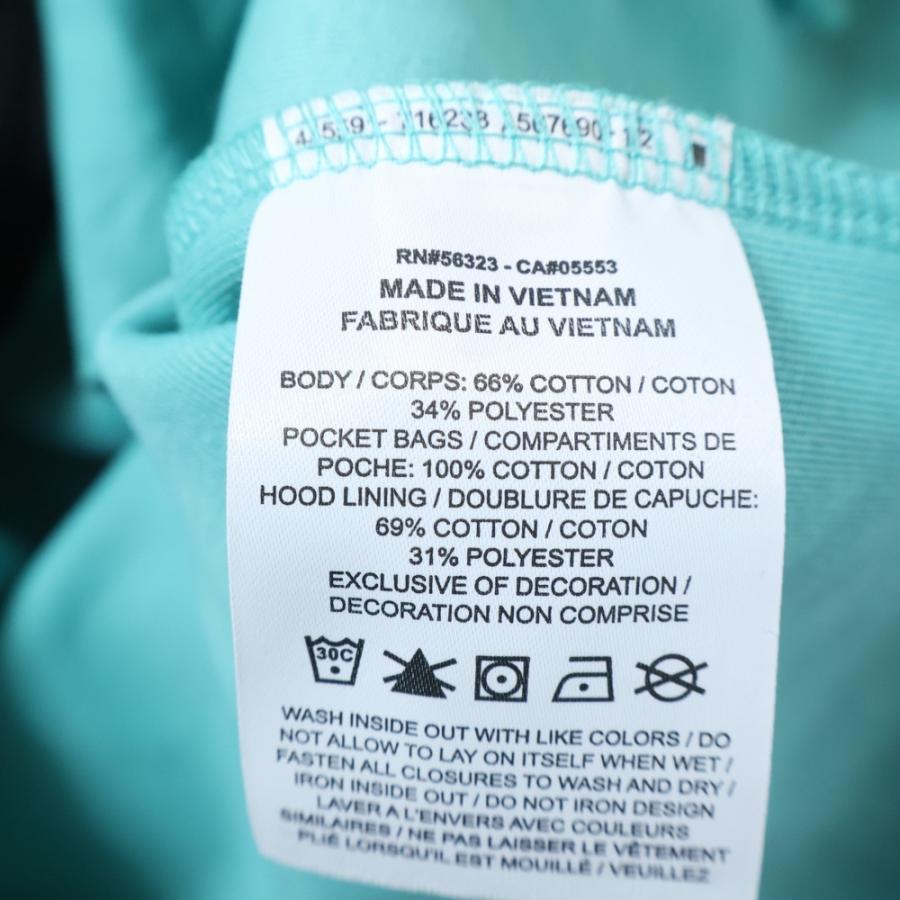 RN#56323 - CA#05553
MADE IN VIETNAM
FABRIQUE AU VIETNAM
BODY / CORPS: 66% COTTON / COTON
34% POLYESTER
POCKET BAGS / COMPARTIMENTS DE
POCHE: 100% COTTON / COTON
HOOD LINING / DOUBLURE DE CAPUCHE:
69% COTTON / COTON
31% POLYESTER
EXCLUSIVE OF DECORATION /
DECORATION NON COMPRISE
30C
WASH INSIDE OUT WITH LIKE COLORS / DO
NOT ALLOW TO LAY ON ITSELF WHEN WET /
FASTEN ALL CLOSURES TO WASH AND DRY /
IRON INSIDE OUT / DO NOT IRON DESIGN
LAVER A L'ENVERS AVEC COULEURS
SIMILAIRES / NE PAS LAISSER LE VÊTEMENT
PLIÉ LORSQU'IL EST MOUILLÉ / VEUILLEZ